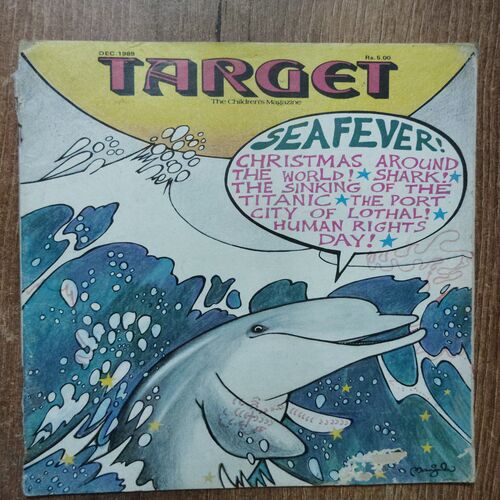 DEC. 1989
Rs. 5.00
TARGET
The Children's Magazine
SEAFEVER!
CHRISTMAS AROUND
THE WORLD! ★ SHARK! ★
THE SINKING OF THE
TITANIC ★ THE PORT
CITY OF LOTHAL! ★
HUMAN RIGHTS
DAY! ★